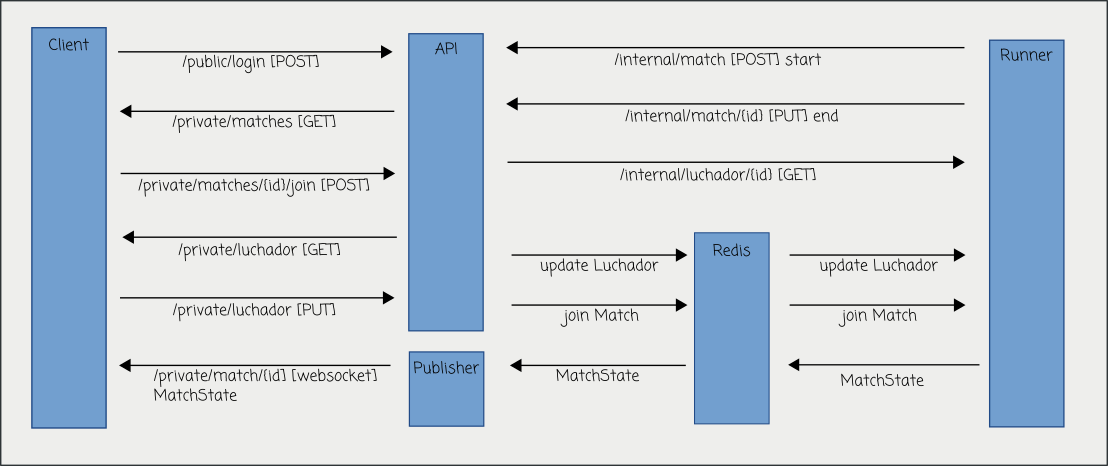 Client
API
Runner
/public/login [POST]
/internal/match [POST] start
/private/matches [GET]
/internal/match/{id} [PUT] end
/private/matches/{id}/join [POST]
/internal/luchador/{id} [GET]
/private/luchador [GET]
Redis
update Luchador
update Luchador
/private/luchador [PUT]
join Match
join Match
Publisher
/private/match/{id} [websocket]
MatchState
MatchState
MatchState